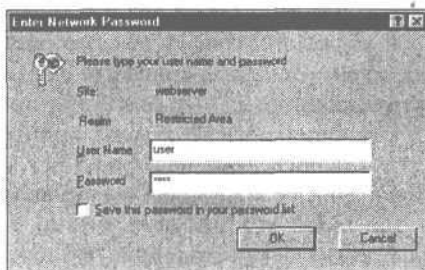 Enter Network Password
Please type your user name and password
Site: webserver
Realm Restricted Area
User Name user
Password ****
Save this password in your password list
OK Cancel